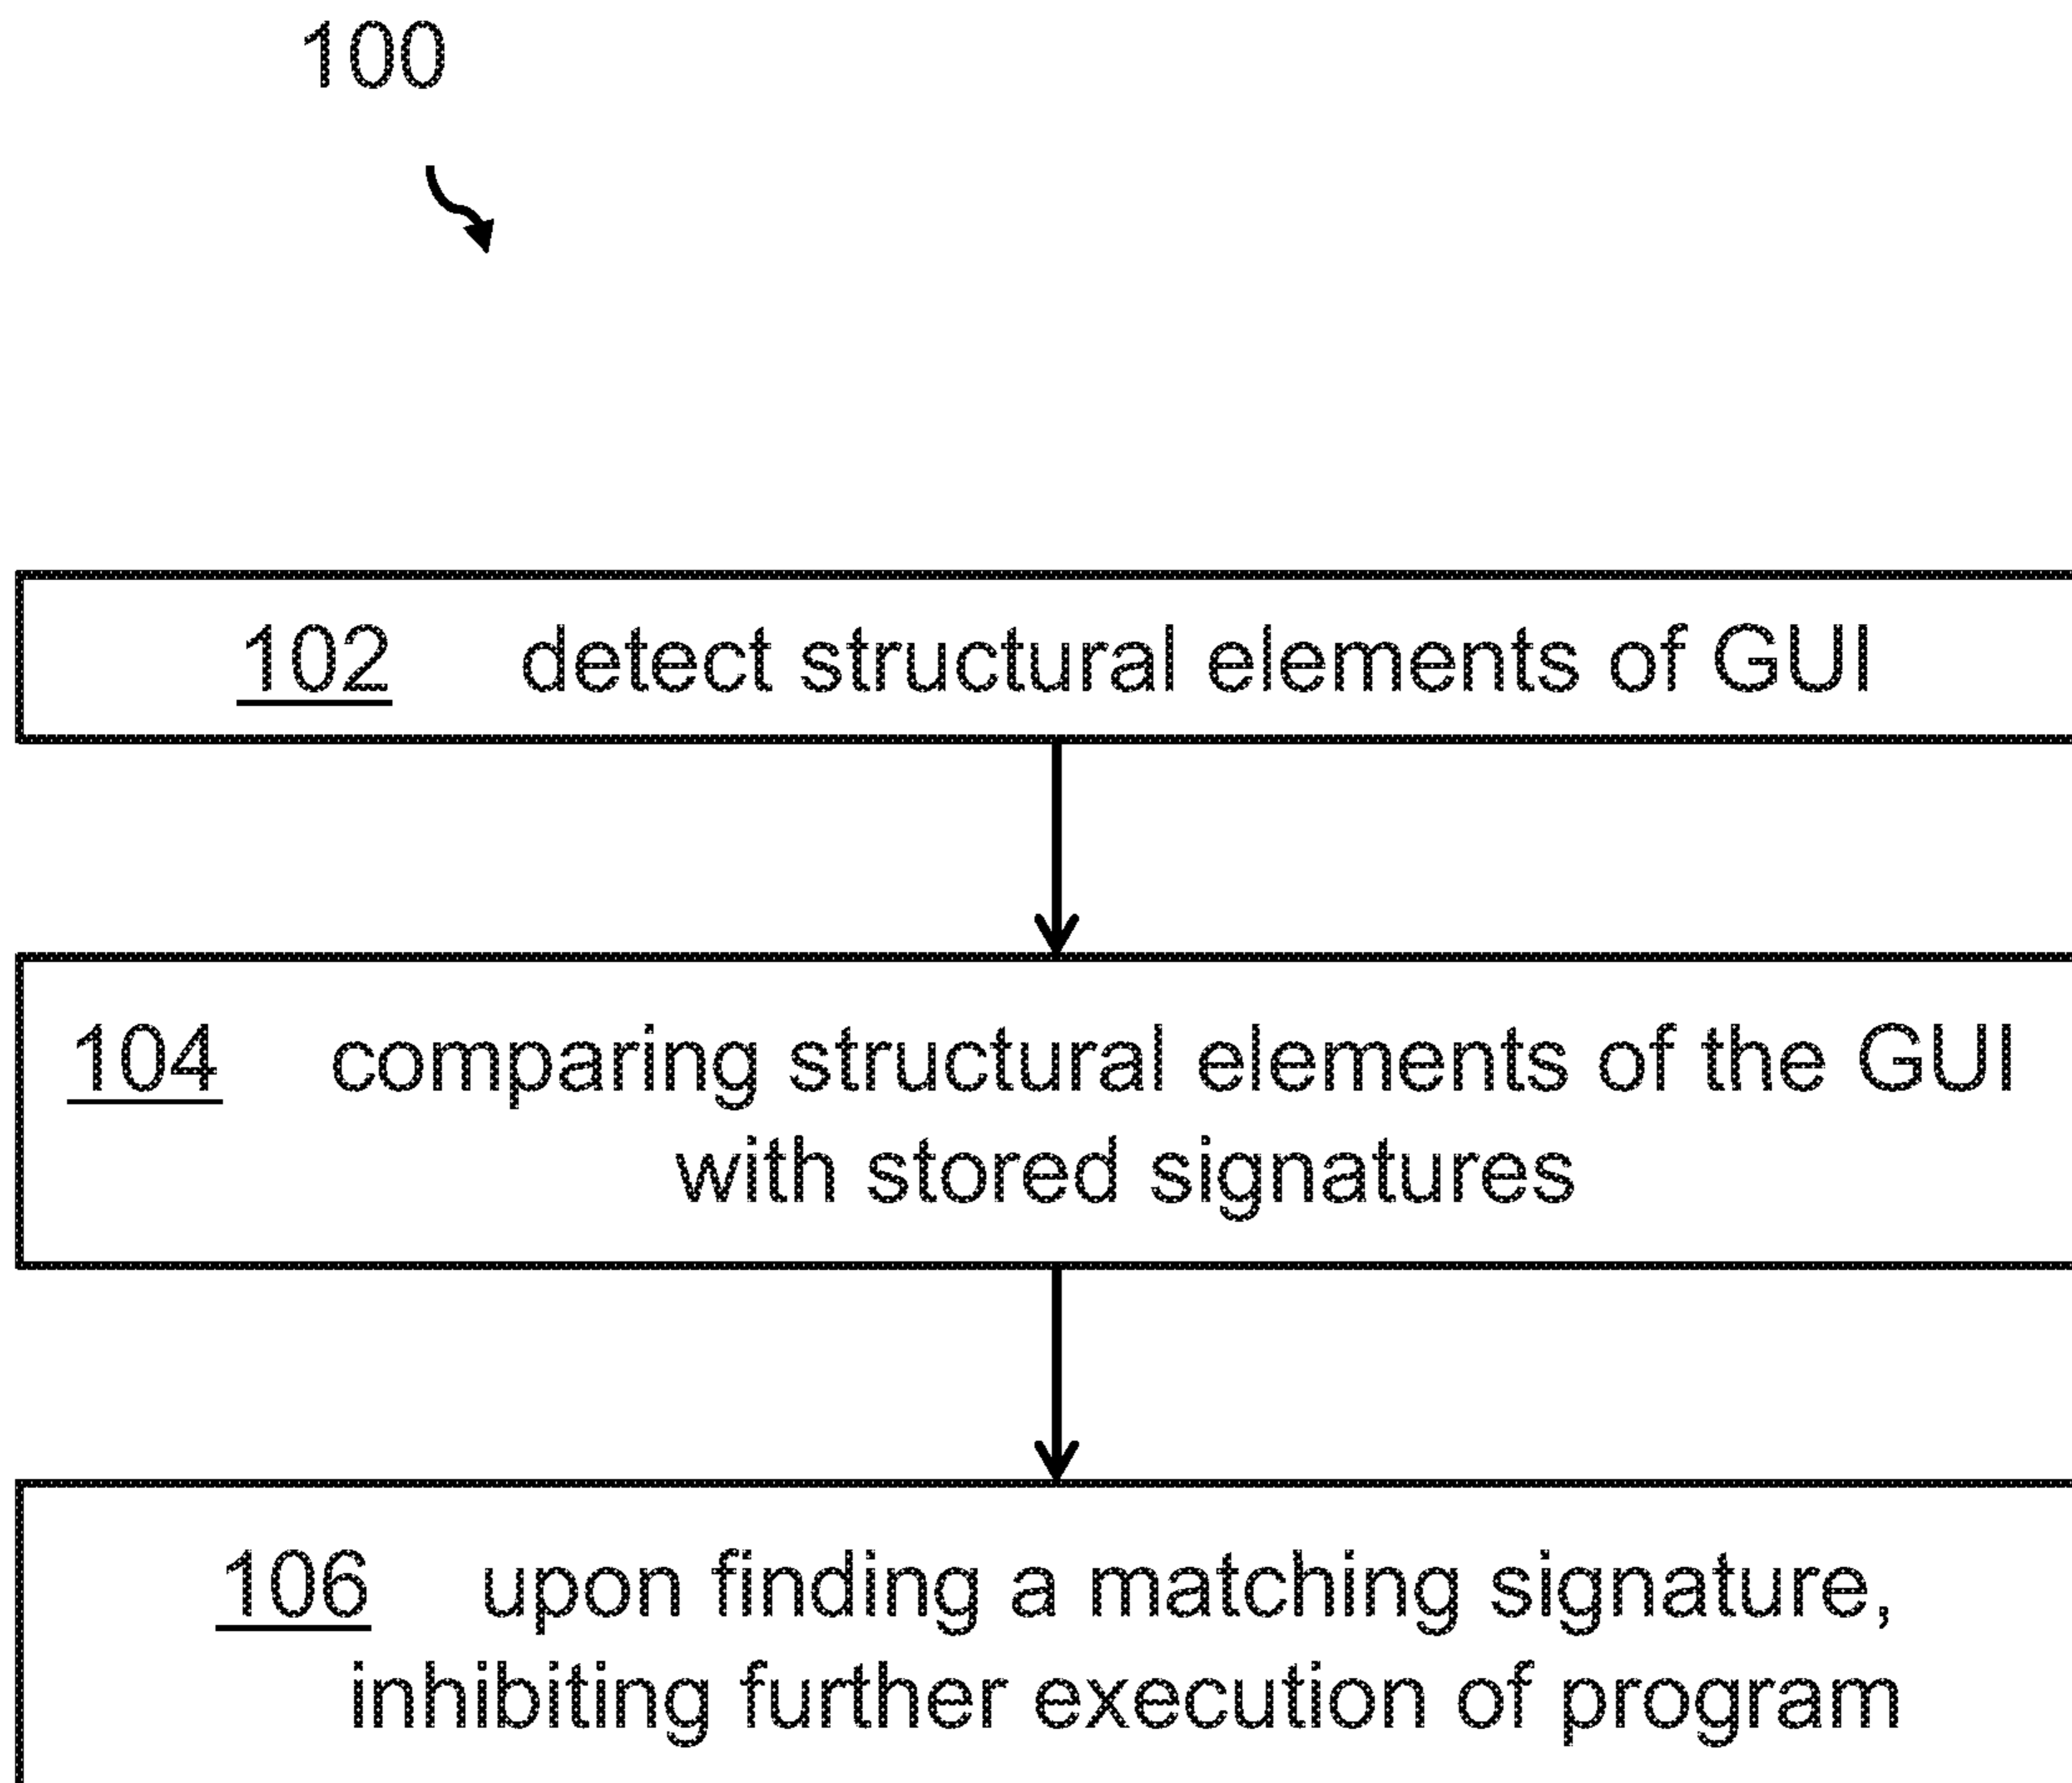 100
102 detect structural elements of GUI
104 comparing structural elements of the GUI
with stored signatures
106 upon finding a matching signature,
inhibiting further execution of program